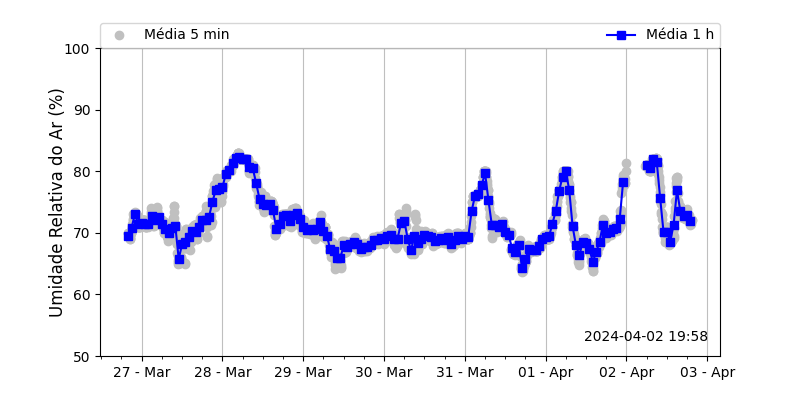 Média 5 min
Média 1 h
Umidade Relativa do Ar (%)
100
90
80
70
60
50
2024-04-02 19:58
27 - Mar
28 - Mar
29 - Mar
30 - Mar
31 - Mar
01 - Apr
02 - Apr
03 - Apr